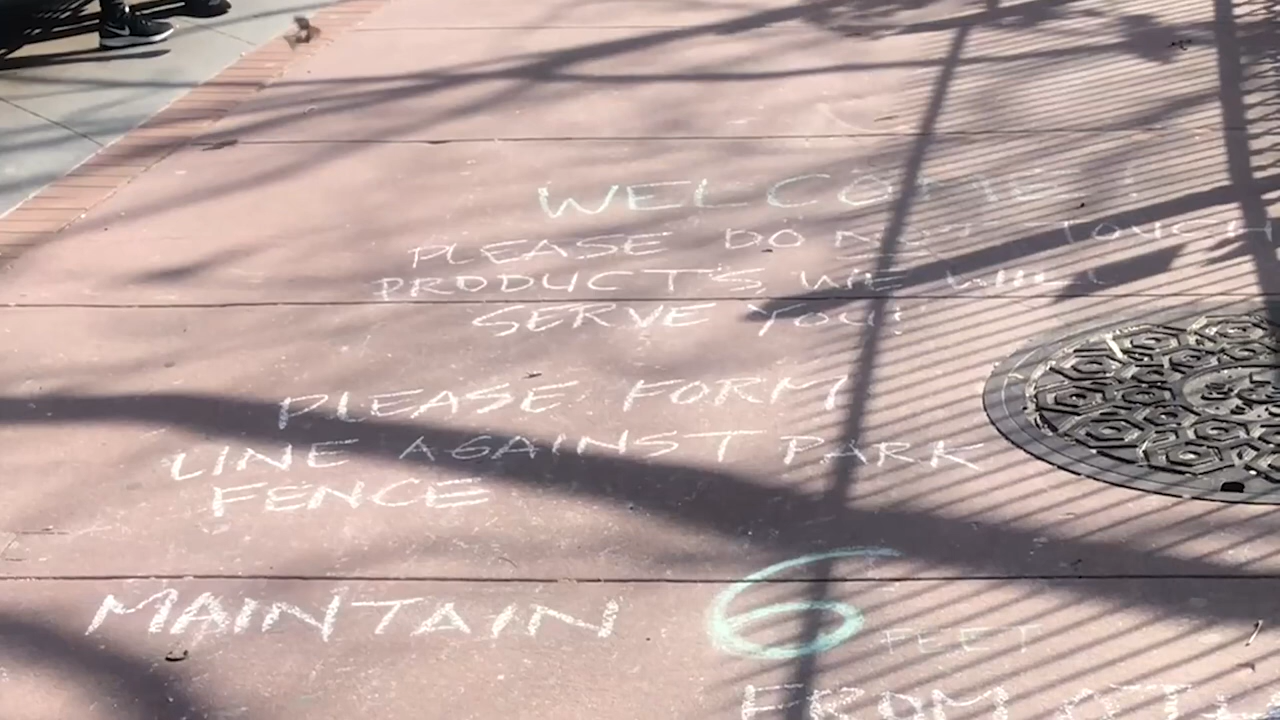 WELCOME!
PLEASE DO NOT TOUCH
PRODUCTS, WE WILL
SERVE YOU!
PLEASE FORM
LINE AGAINST PARK
FENCE
MAINTAIN 6 FEET
FROM